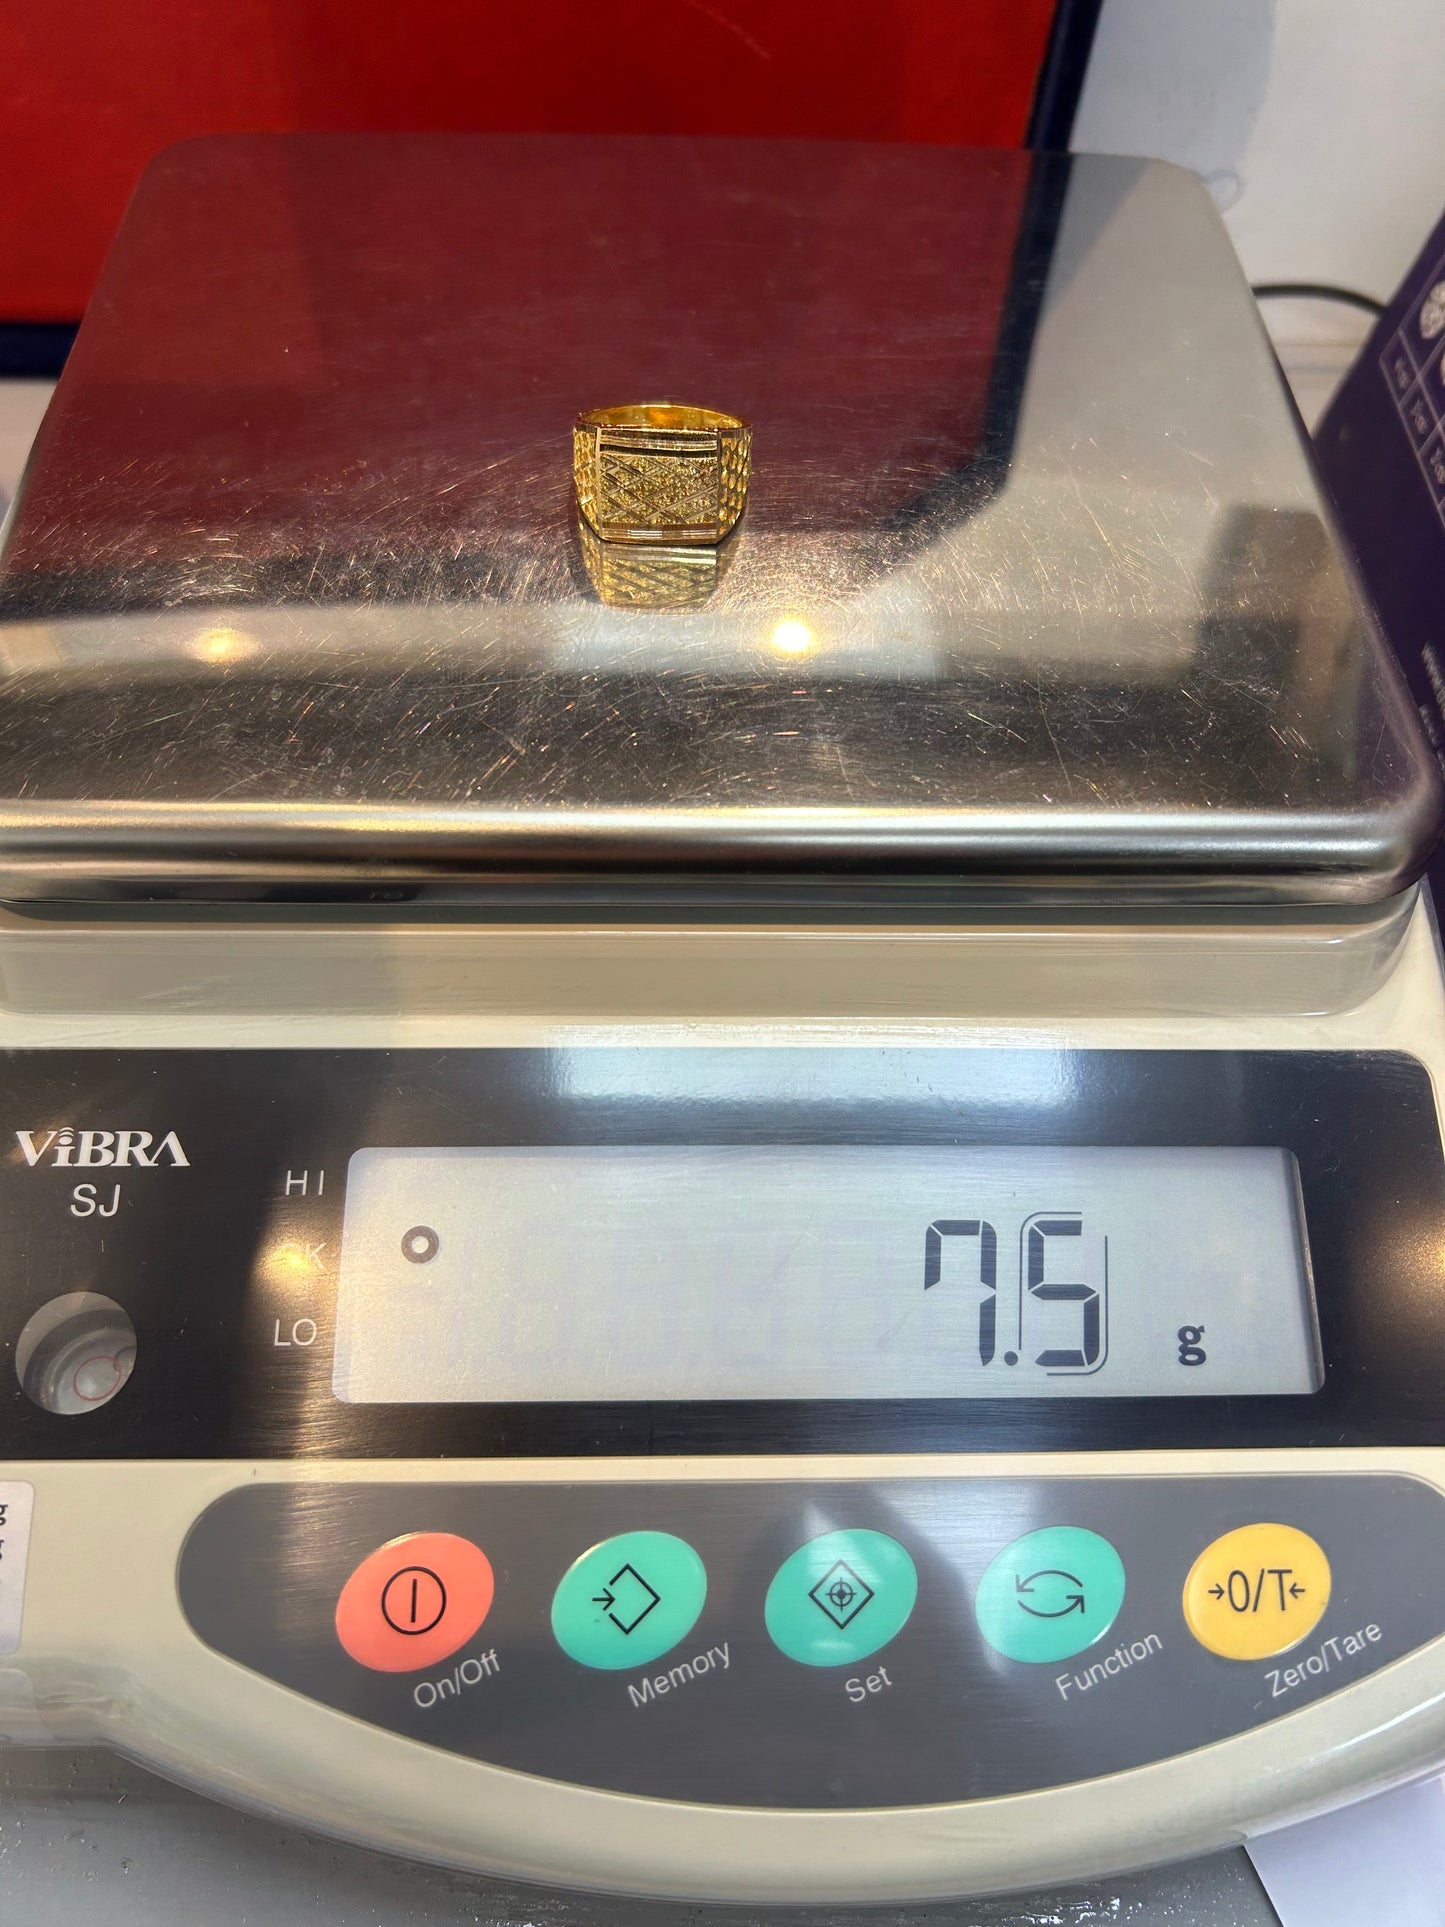 ViBRA
SJ
HI
LO
7.5 g
→0/T←
On/Off
Memory
Set
Function
Zero/Tare